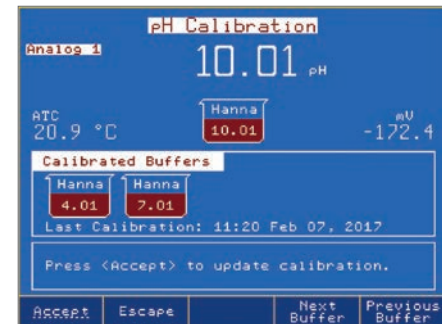 pH Calibration
Analog 1
10.01 pH
ATC
20.9 °C
Hanna
10.01
mV
-172.4
Calibrated Buffers
Hanna Hanna
4.01 7.01
Last Calibration: 11:20 Feb 07, 2017
Press <Accept> to update calibration.
Accept Escape Next Buffer Previous Buffer